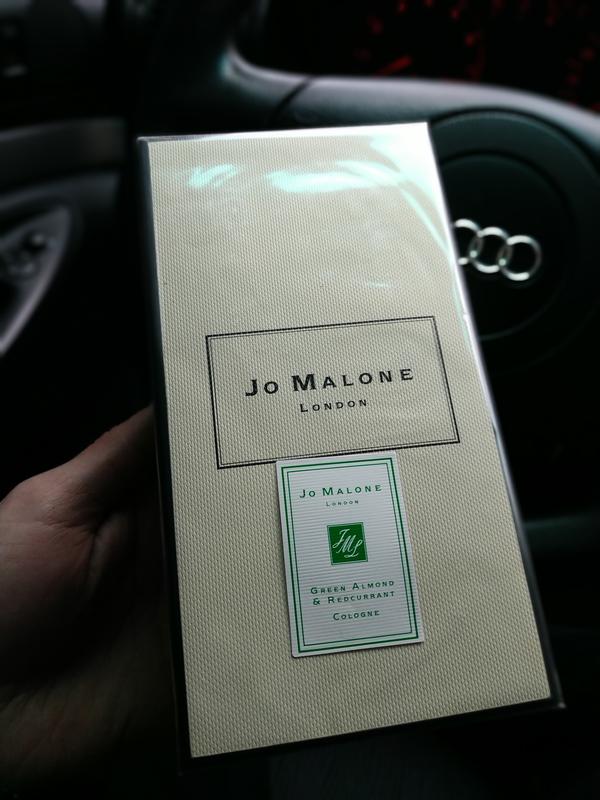 Jo Malone
London
Jo Malone
London
JML
Green Almond
& Redcurrant
Cologne